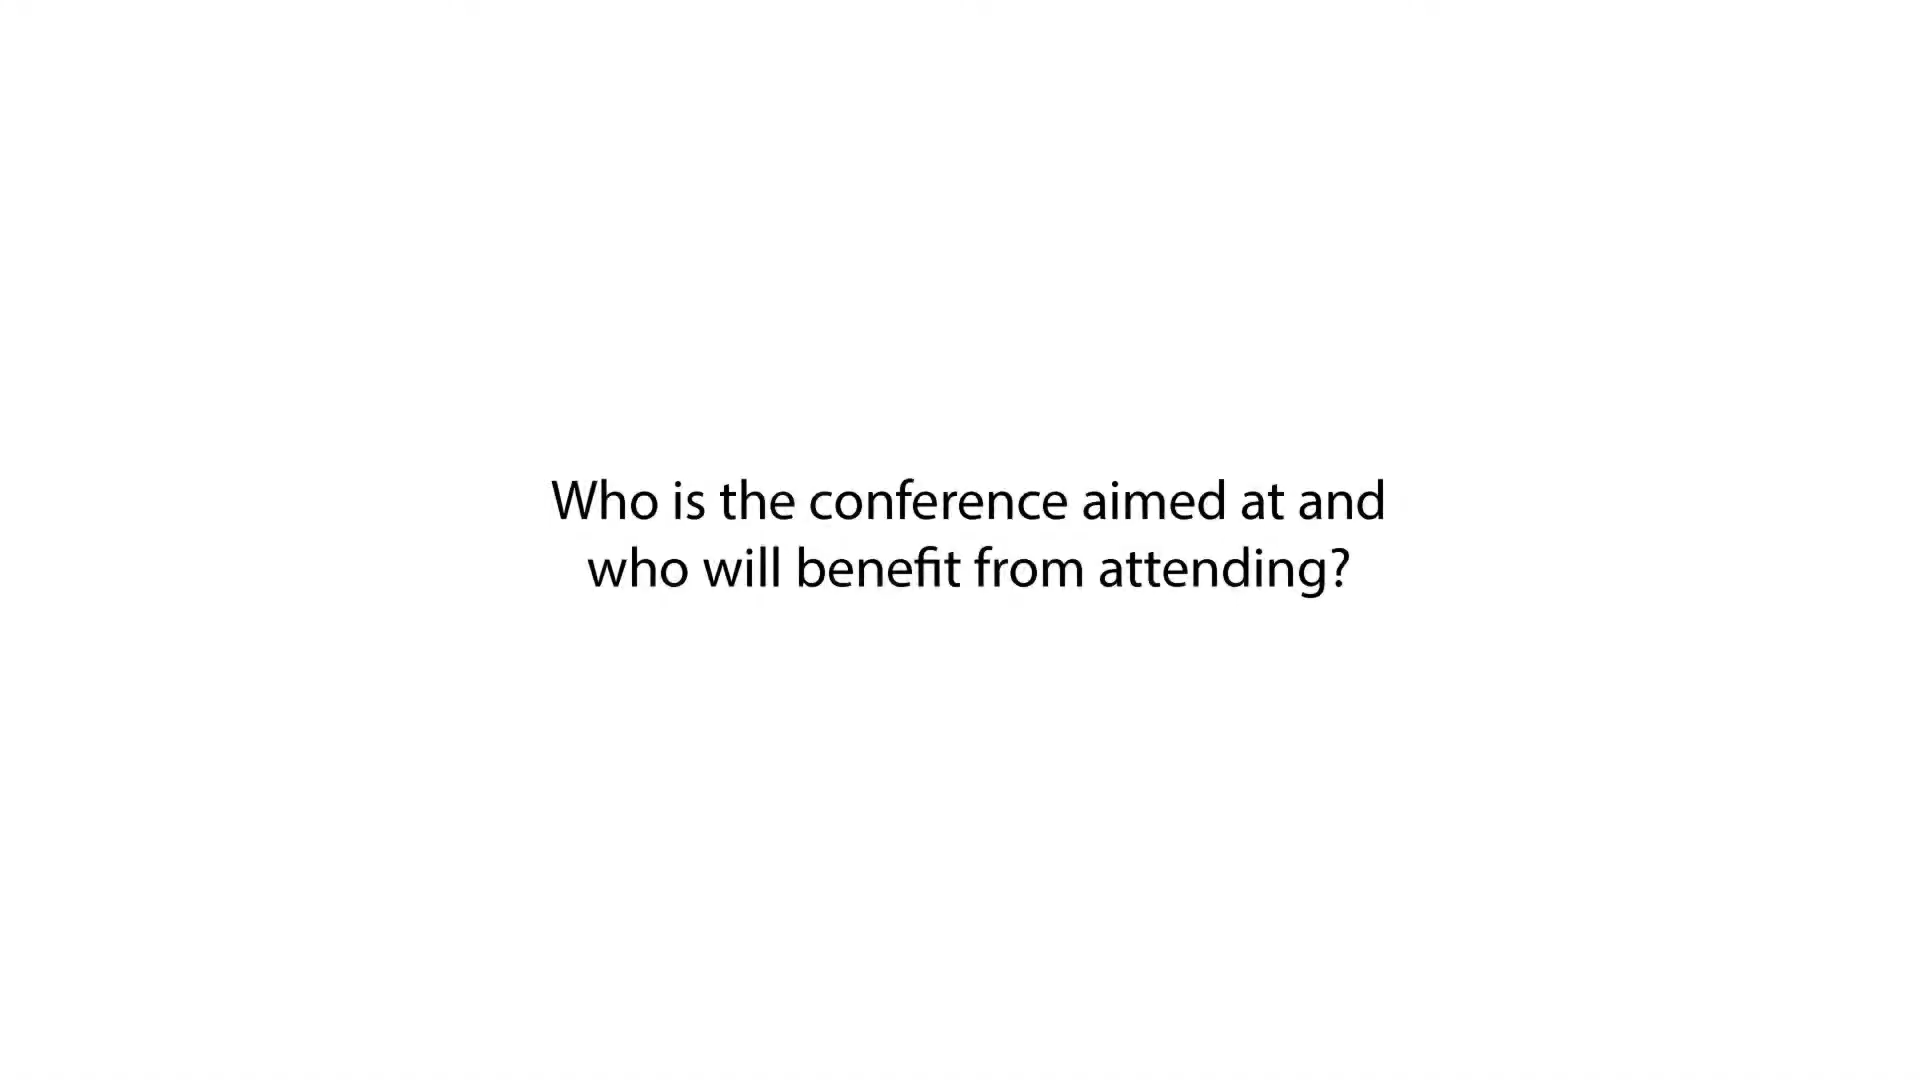 Who is the conference aimed at and
who will benefit from attending?